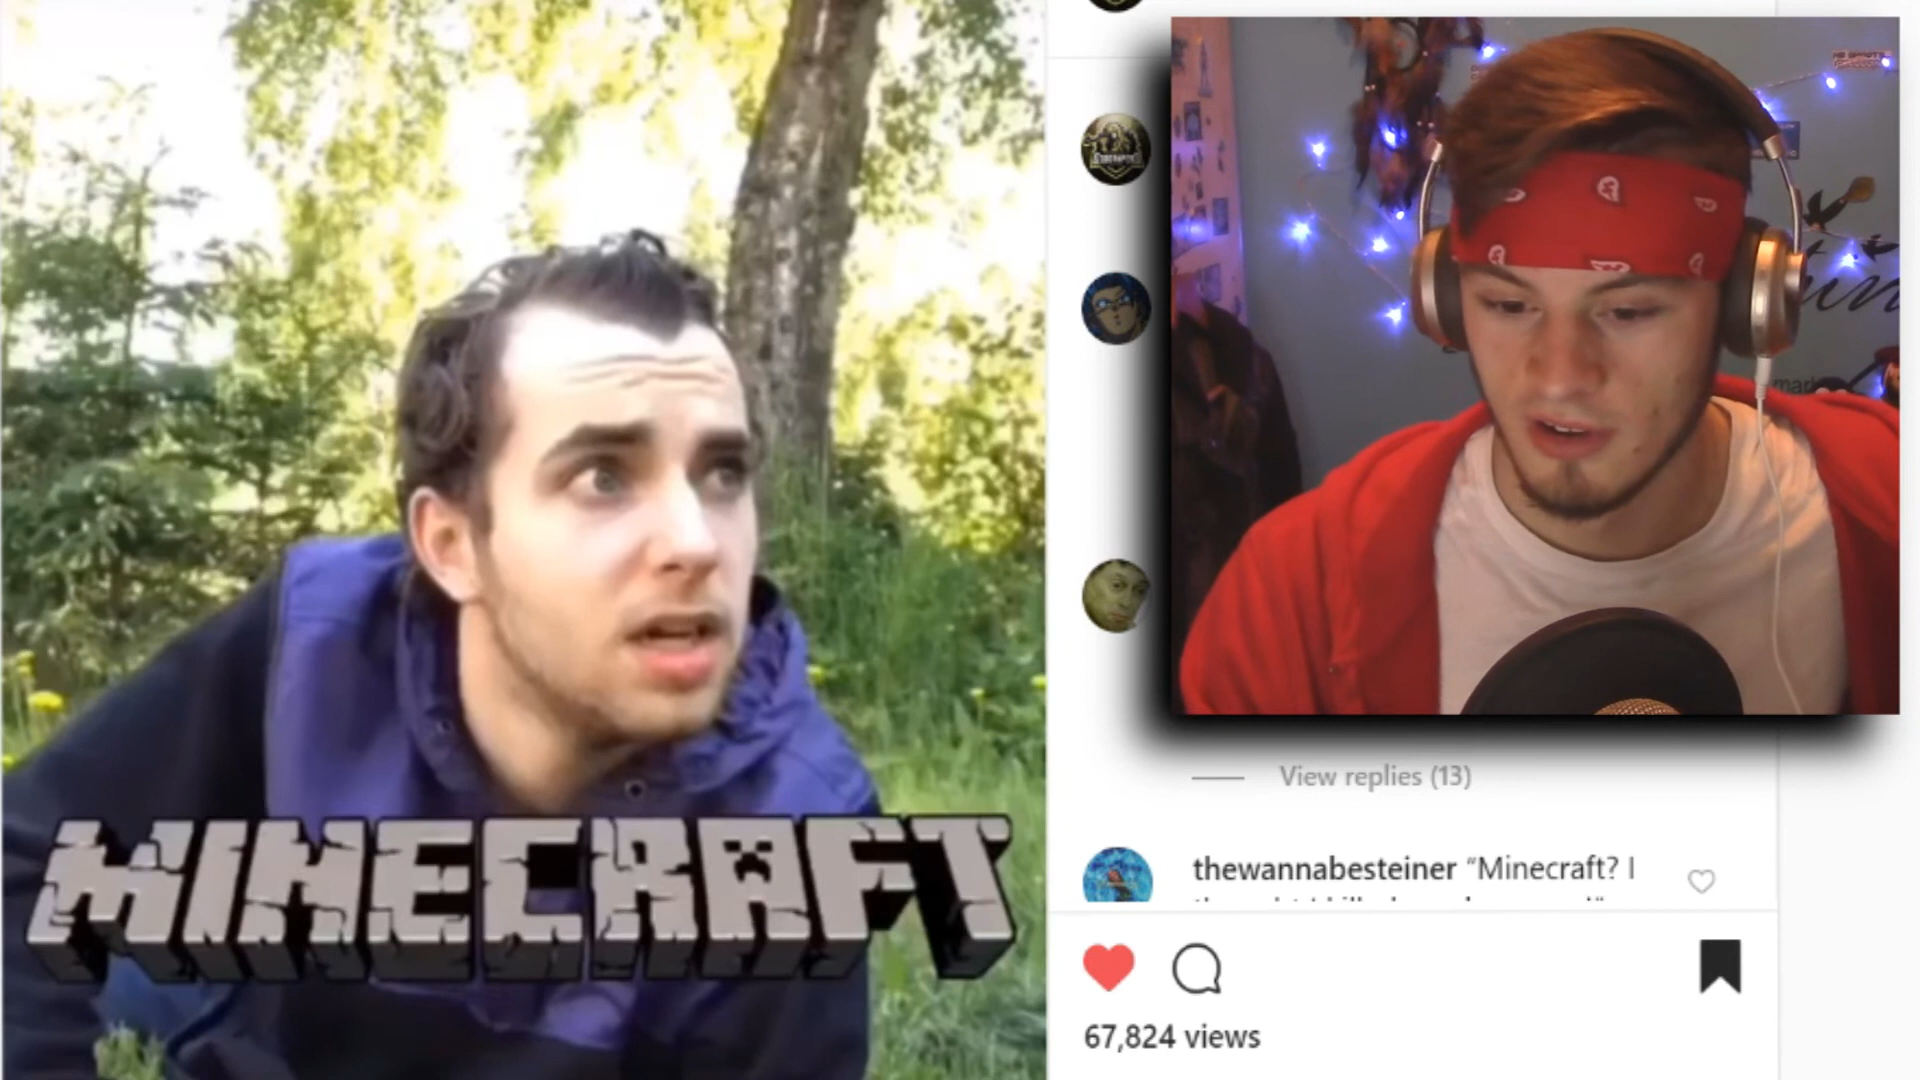 MINECRAFT
View replies (13)
thewannabesteiner “Minecraft? I
67,824 views